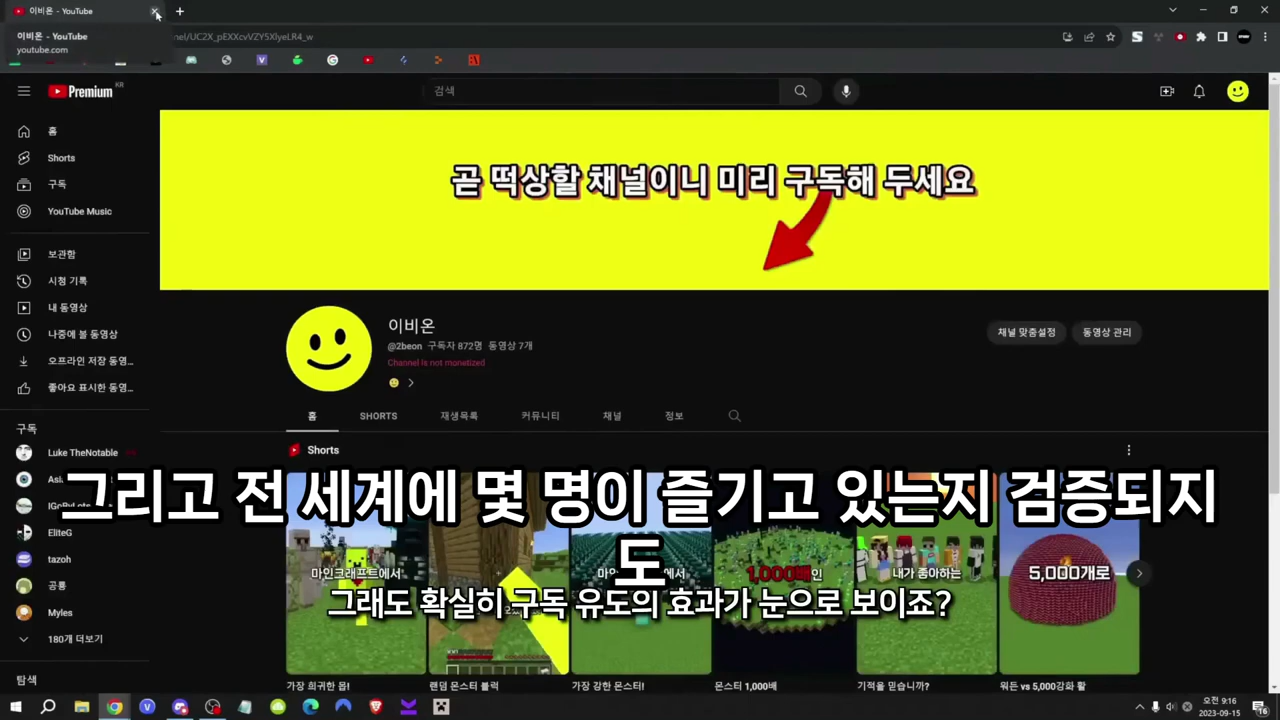 이비온 - YouTube
이비온 - YouTube
youtube.com
nel/UC2X_pEXXcvVZY5XlyeLR4_w
Premium KR
검색
홈
Shorts
구독
YouTube Music
보관함
시청 기록
내 동영상
나중에 볼 동영상
오프라인 저장 동영...
좋아요 표시한 동영...
구독
Luke TheNotable
EliteG
tazoh
공룡
Myles
180개 더보기
탐색
곧 떡상할 채널이니 미리 구독해 두세요
이비온
@2beon 구독자 872명 동영상 7개
Channel is not monetized
채널 맞춤설정
동영상 관리
홈
SHORTS
재생목록
커뮤니티
채널
정보
Shorts
그리고 전 세계에 몇 명이 즐기고 있는지 검증되지
도
마인크래프트에서
1,000배인
내가 좋아하는
5,000개로
그래도 확실히 구독 유도의 효과가 눈으로 보이죠?
가장 희귀한 몹!
랜덤 몬스터 블럭
가장 강한 몬스터!
몬스터 1,000배
기적을 믿습니까?
워든 vs 5,000강화 활
오전 9:16
2023-09-15
16